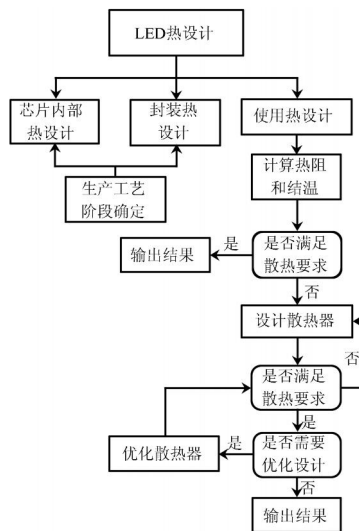 LED热设计
芯片内部
热设计
封装热
设计
使用热设计
生产工艺
阶段确定
计算热阻
和结温
输出结果
是
是否满足
散热要求
否
设计散热器
是否满足
散热要求
否
是
优化散热器
是
是否需要
优化设计
否
输出结果